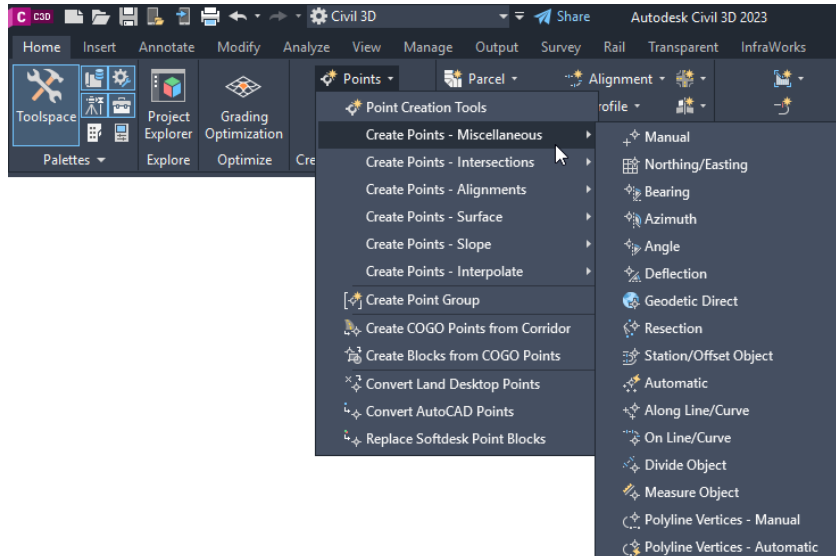 C C3D Civil 3D Share Autodesk Civil 3D 2023
Home Insert Annotate Modify Analyze View Manage Output Survey Rail Transparent InfraWorks
Toolspace
Palettes
Project
Explorer
Explore
Grading
Optimization
Optimize
Cre
Points
Parcel
Alignment
rofile
Point Creation Tools
Create Points - Miscellaneous
Create Points - Intersections
Create Points - Alignments
Create Points - Surface
Create Points - Slope
Create Points - Interpolate
Create Point Group
Create COGO Points from Corridor
Create Blocks from COGO Points
Convert Land Desktop Points
Convert AutoCAD Points
Replace Softdesk Point Blocks
Manual
Northing/Easting
Bearing
Azimuth
Angle
Deflection
Geodetic Direct
Resection
Station/Offset Object
Automatic
Along Line/Curve
On Line/Curve
Divide Object
Measure Object
Polyline Vertices - Manual
Polyline Vertices - Automatic